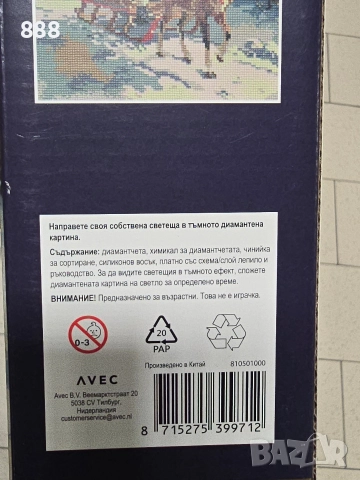 888
Направете своя собствена светеща в тъмното диамантена
картина.
Съдържание: диамантчета, химикал за диамантчетата, чинийка
за сортиране, силиконов восък, платно със схема/слой лепило и
ръководство. За да видите светещия в тъмното ефект, сложете
диамантената картина на светло за определено време.
ВНИМАНИЕ! Предназначено за възрастни. Това не е играчка.
0-3
20
PAP
Произведено в Китай
810501000
AVEC
Avec B.V. Веемарктстраат 20
5038 CV Тилбург,
Нидерландия
customerservice@avec.nl
8 715275 399712
BAZAR
bg